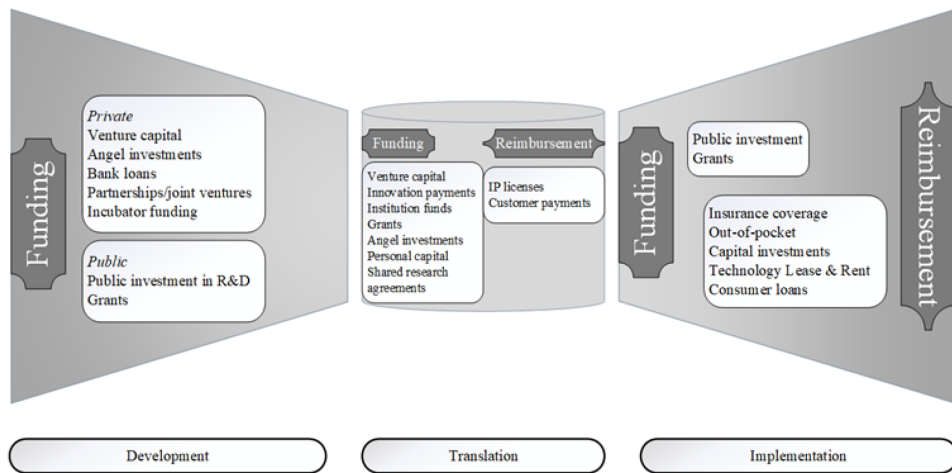 Funding
Private
Venture capital
Angel investments
Bank loans
Partnerships/joint ventures
Incubator funding
Public
Public investment in R&D
Grants
Funding
Venture capital
Innovation payments
Institution funds
Grants
Angel investments
Personal capital
Shared research
agreements
Reimbursement
IP licenses
Customer payments
Funding
Public investment
Grants
Insurance coverage
Out-of-pocket
Capital investments
Technology Lease & Rent
Consumer loans
Reimbursement
Development
Translation
Implementation